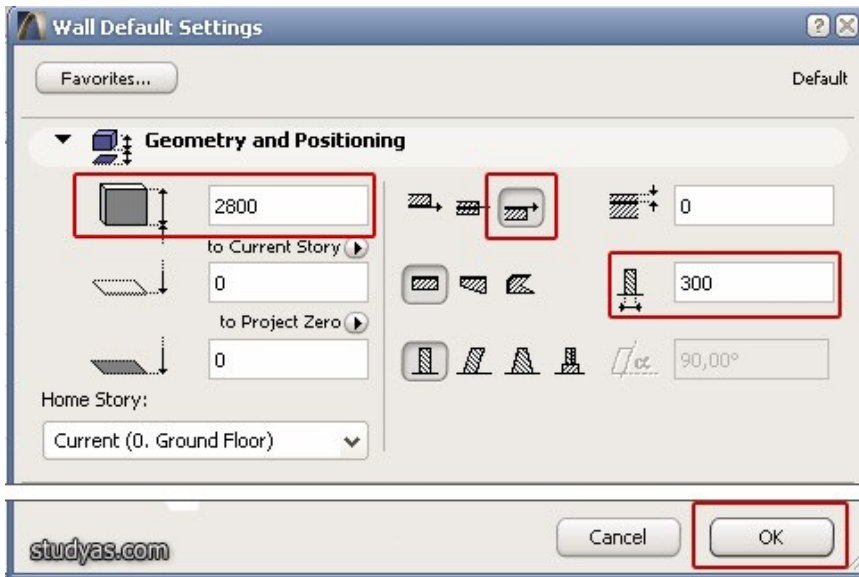 Wall Default Settings
Favorites...
Default
Geometry and Positioning
2800
0
to Current Story
0
300
to Project Zero
0
α 90,00°
Home Story:
Current (0. Ground Floor)
studyas.com
Cancel
OK